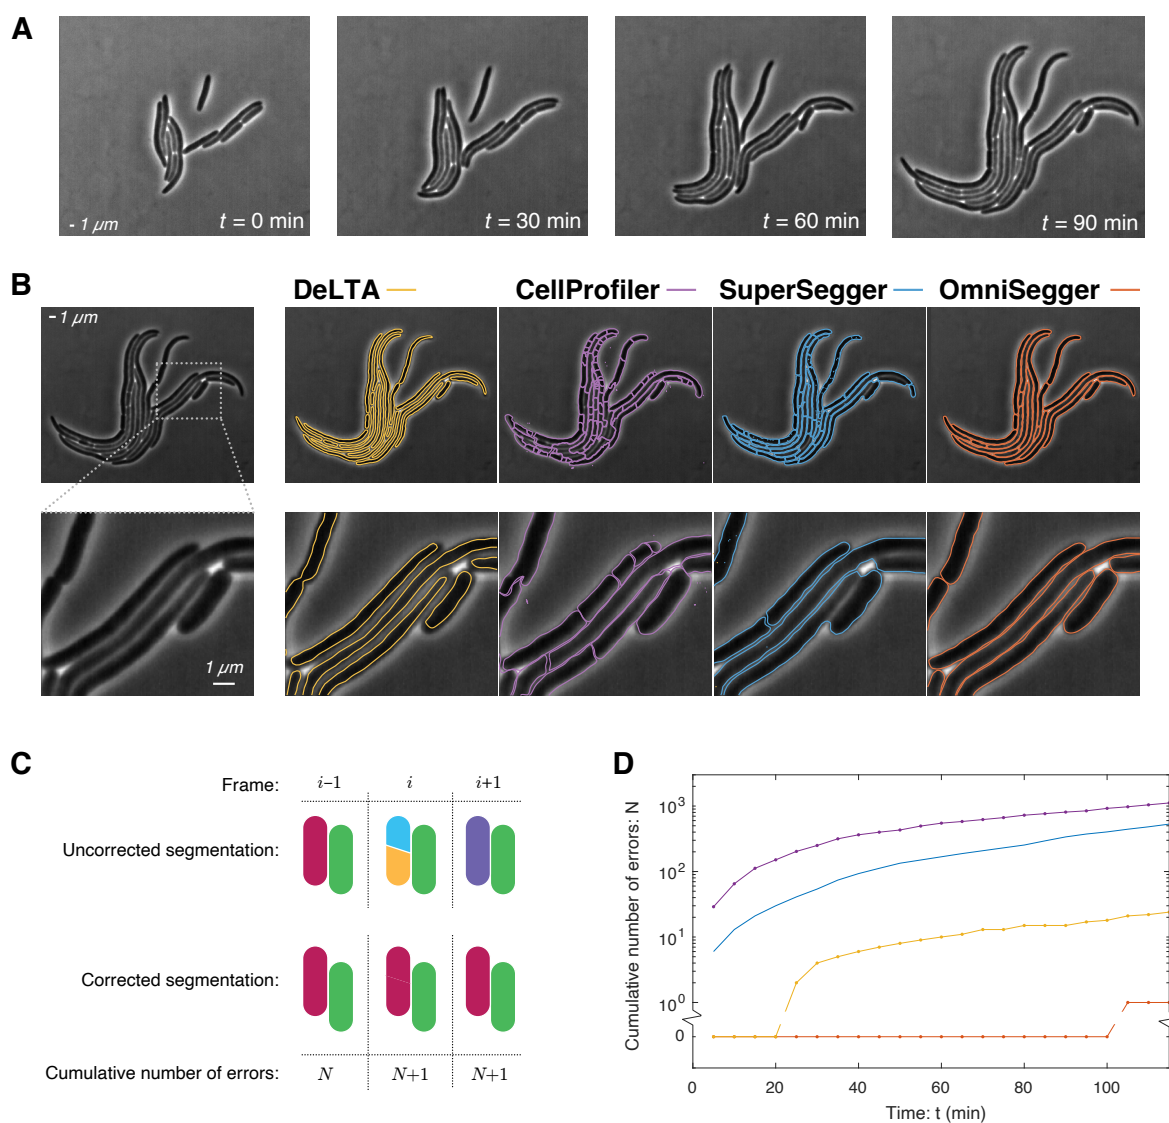 A
1 µm
t = 0 min
t = 30 min
t = 60 min
t = 90 min
B
DeLTA
CellProfiler
SuperSegger
OmniSegger
1 µm
1 µm
C
Frame:
i−1
i
i+1
Uncorrected segmentation:
Corrected segmentation:
Cumulative number of errors:
N
N+1
N+1
D
Cumulative number of errors: N
10³
10²
10¹
10⁰
0
0
20
40
60
80
100
Time: t (min)